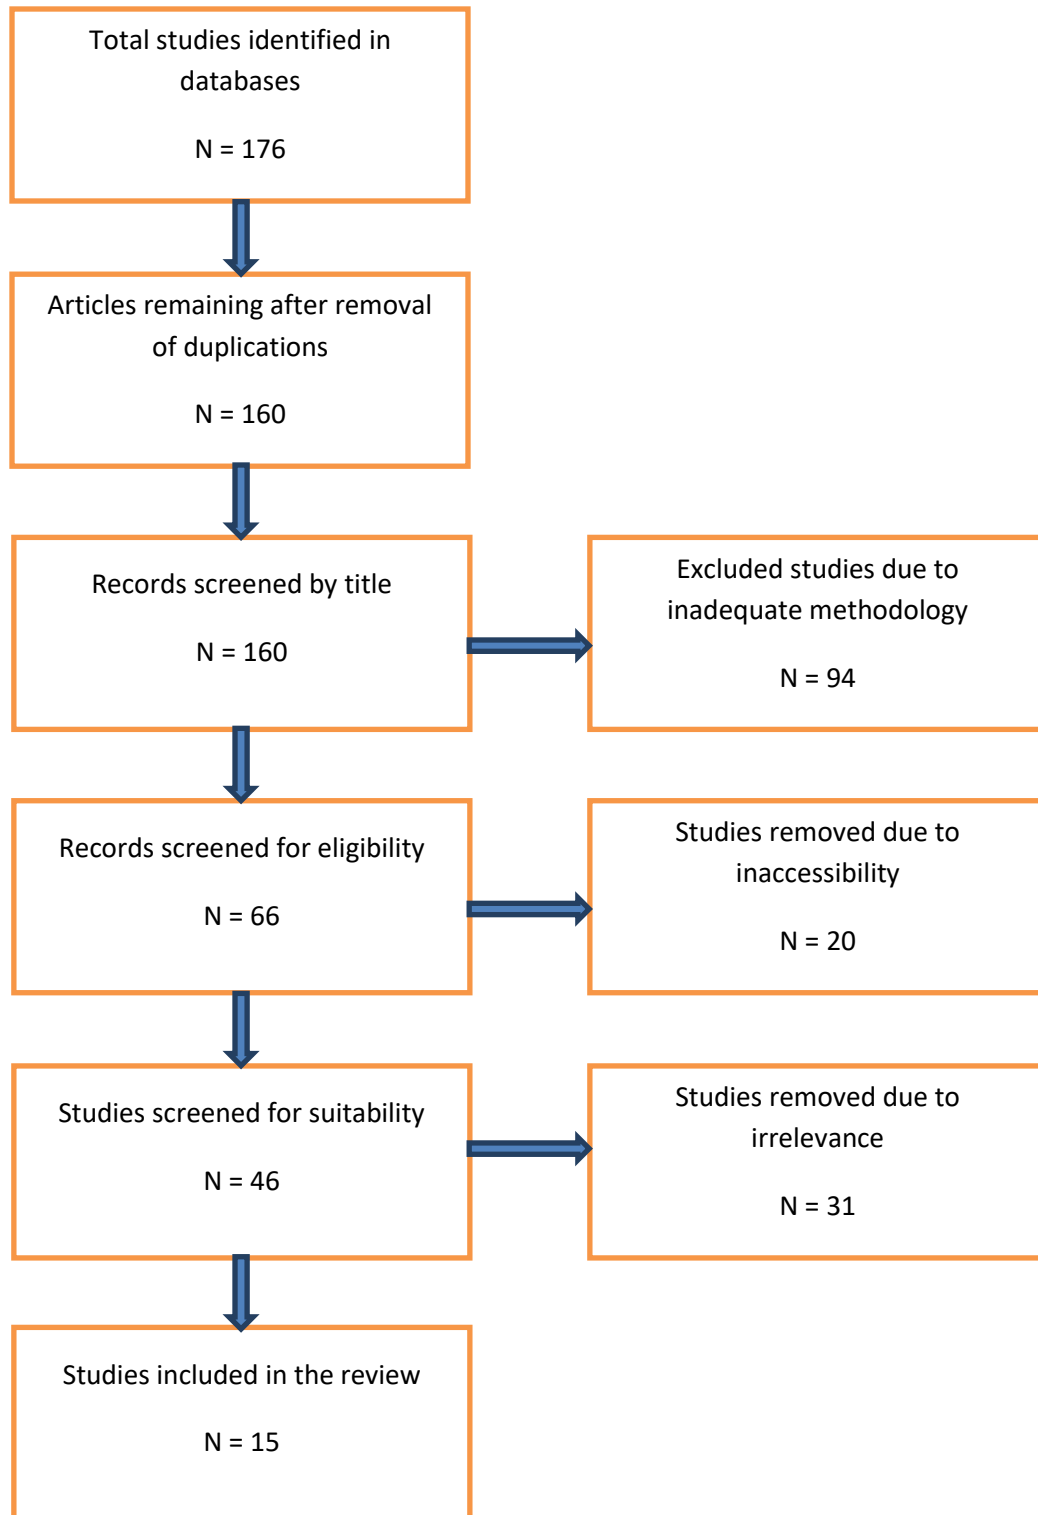 Total studies identified in
databases
N = 176
Articles remaining after removal
of duplications
N = 160
Records screened by title
N = 160
Excluded studies due to
inadequate methodology
N = 94
Records screened for eligibility
N = 66
Studies removed due to
inaccessibility
N = 20
Studies screened for suitability
N = 46
Studies removed due to
irrelevance
N = 31
Studies included in the review
N = 15